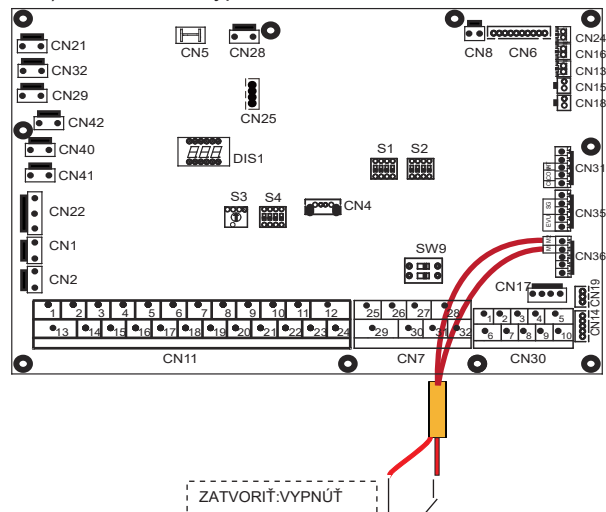 CN21
CN5
CN28
CN8
CN6
CN24
CN16
CN32
CN13
CN29
CN15
CN18
CN42
CN25
CN40
DIS1
S1
S2
CN41
CN31
S3
S4
CN4
CN22
SG
EVU
CN35
CN1
SW9
M1 M2
CN36
CN2
CN17
CN19
CN14
1 2 3 4 5 6 7 8 9 10 11 12
13 14 15 16 17 18 19 20 21 22 23 24
25 26 27 28
29 30 31 32
1 2 3 4 5
6 7 8 9 10
CN11
CN7
CN30
ZATVORIŤ:VYPNÚŤ